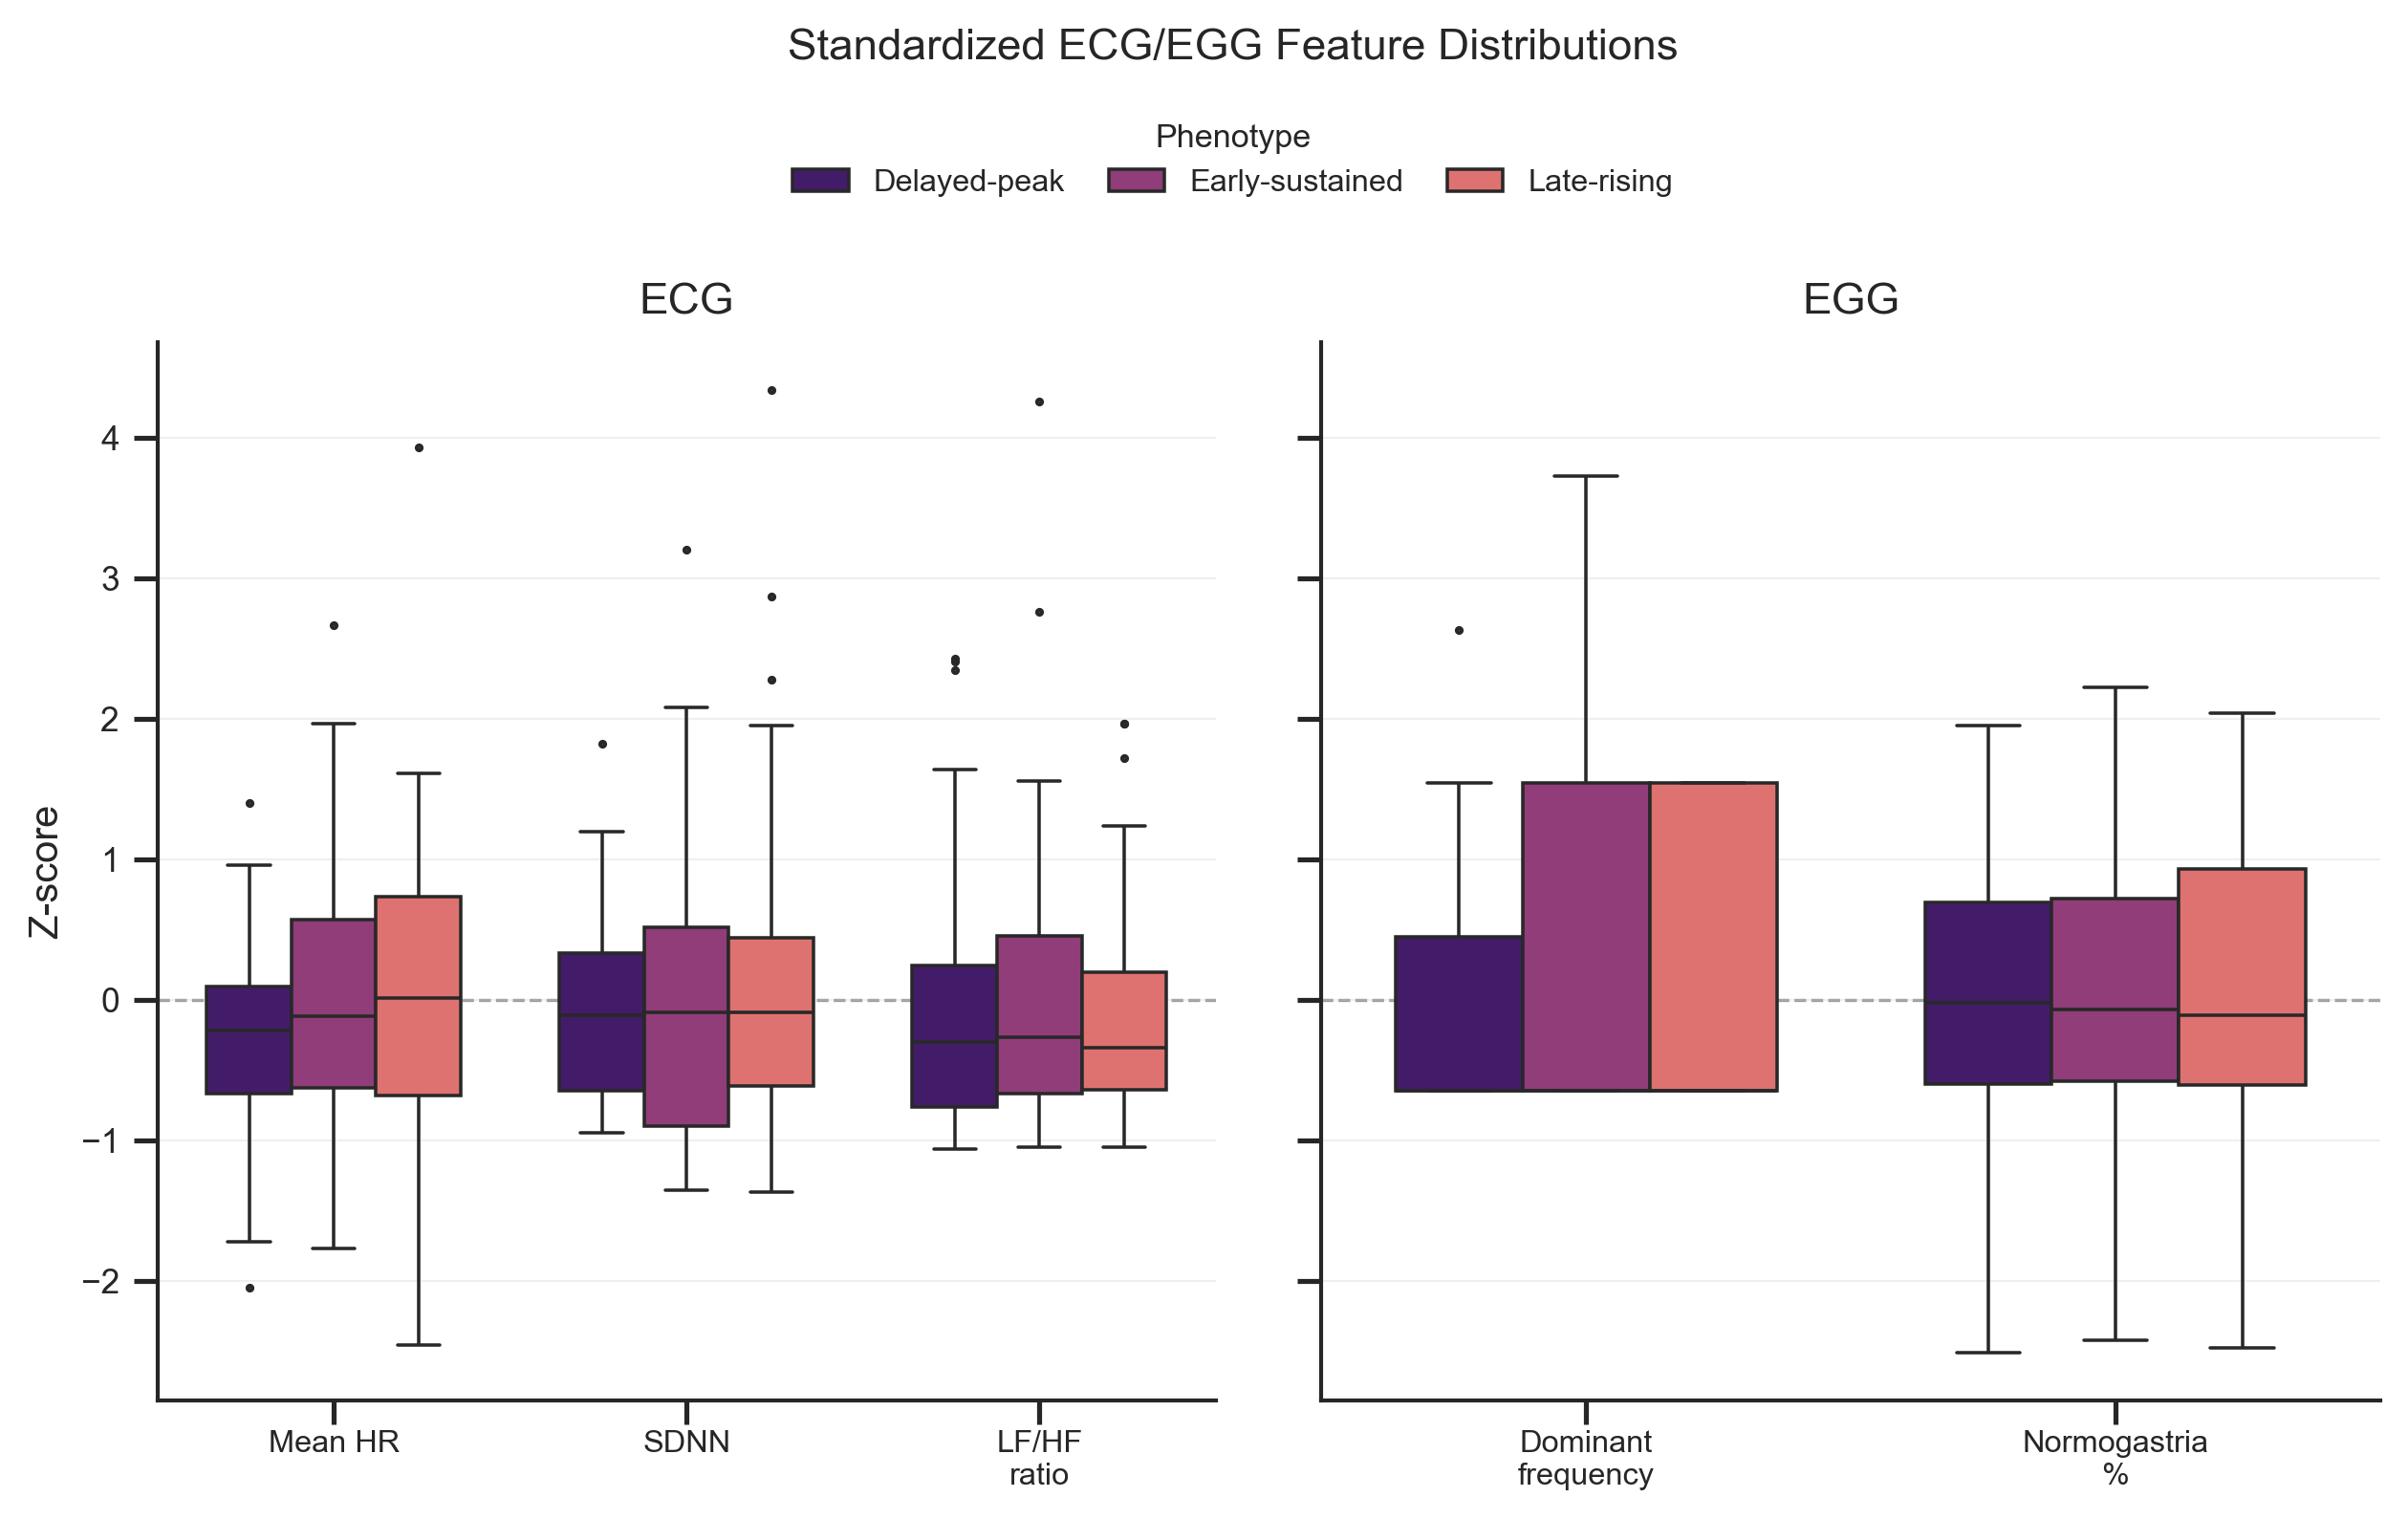 Standardized ECG/EGG Feature Distributions
Phenotype
Delayed-peak Early-sustained Late-rising
ECG
EGG
Z-score
4
3
2
1
0
−1
−2
Mean HR
SDNN
LF/HF
ratio
Dominant
frequency
Normogastria
%